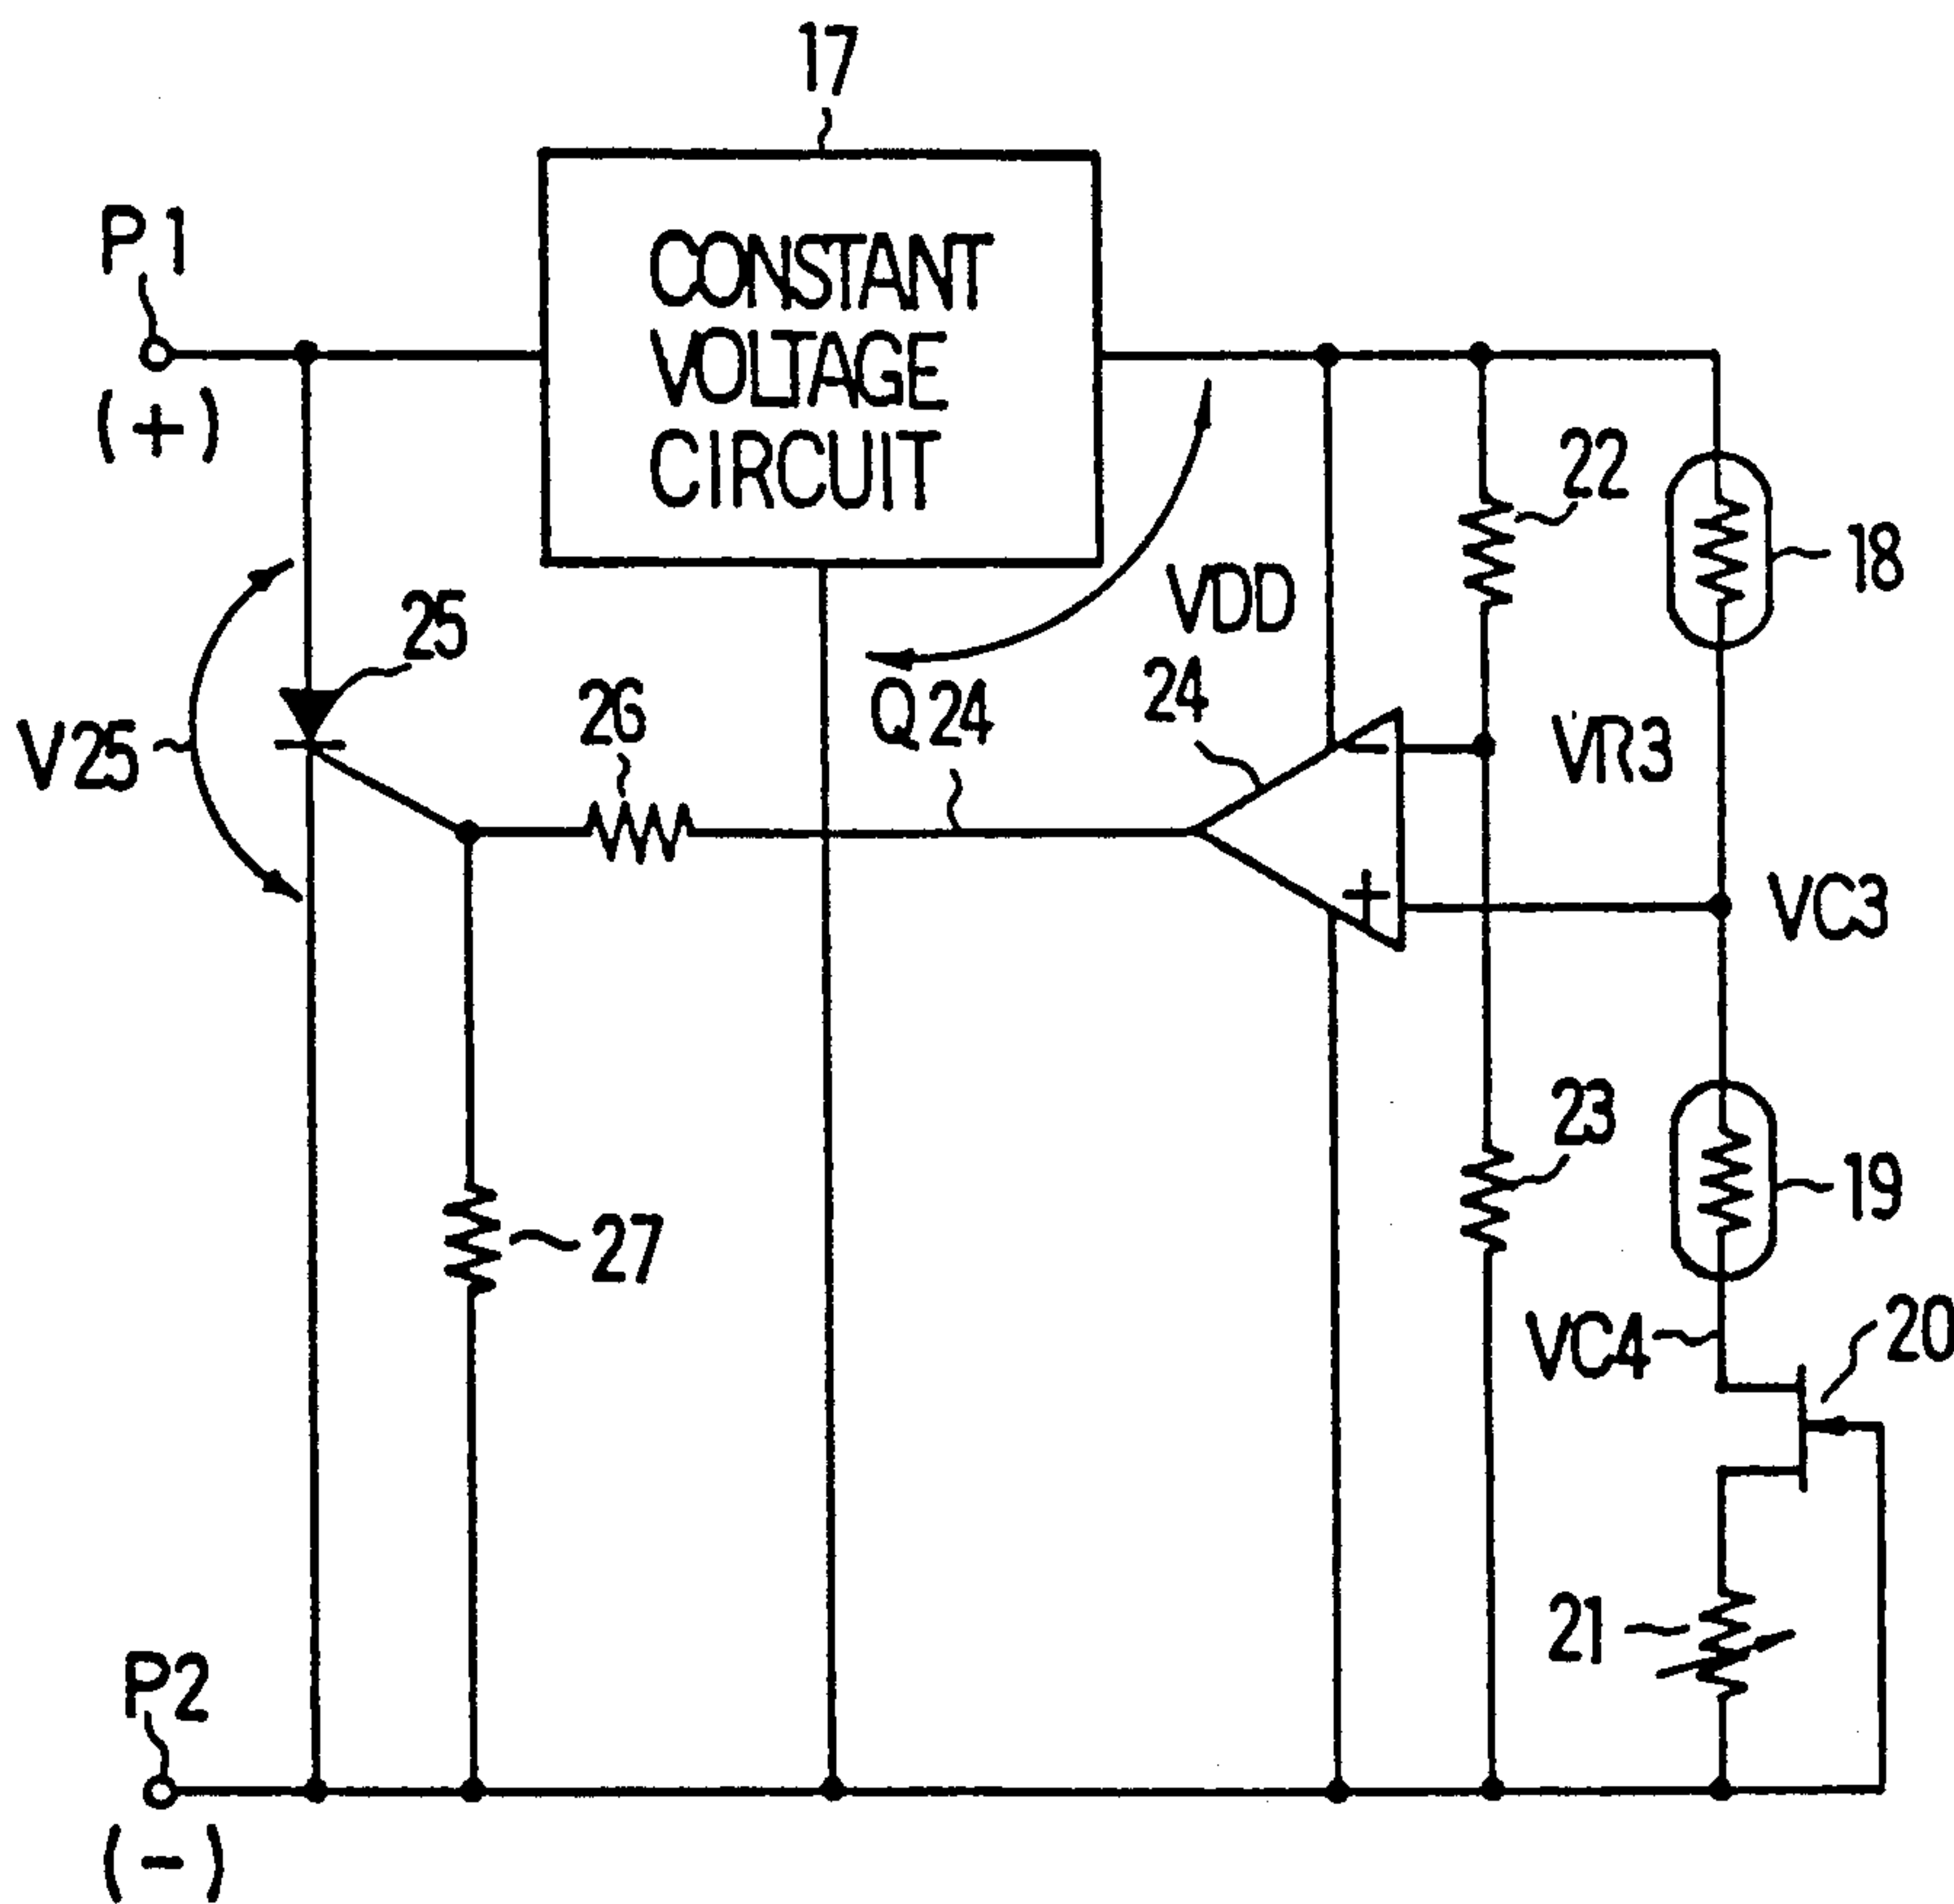 17
P1
(+)
CONSTANT
VOLTAGE
CIRCUIT
22
18
VDD
25
26
Q24
24
V25
VR3
VC3
-
+
23
19
27
VC4
20
21
P2
(-)